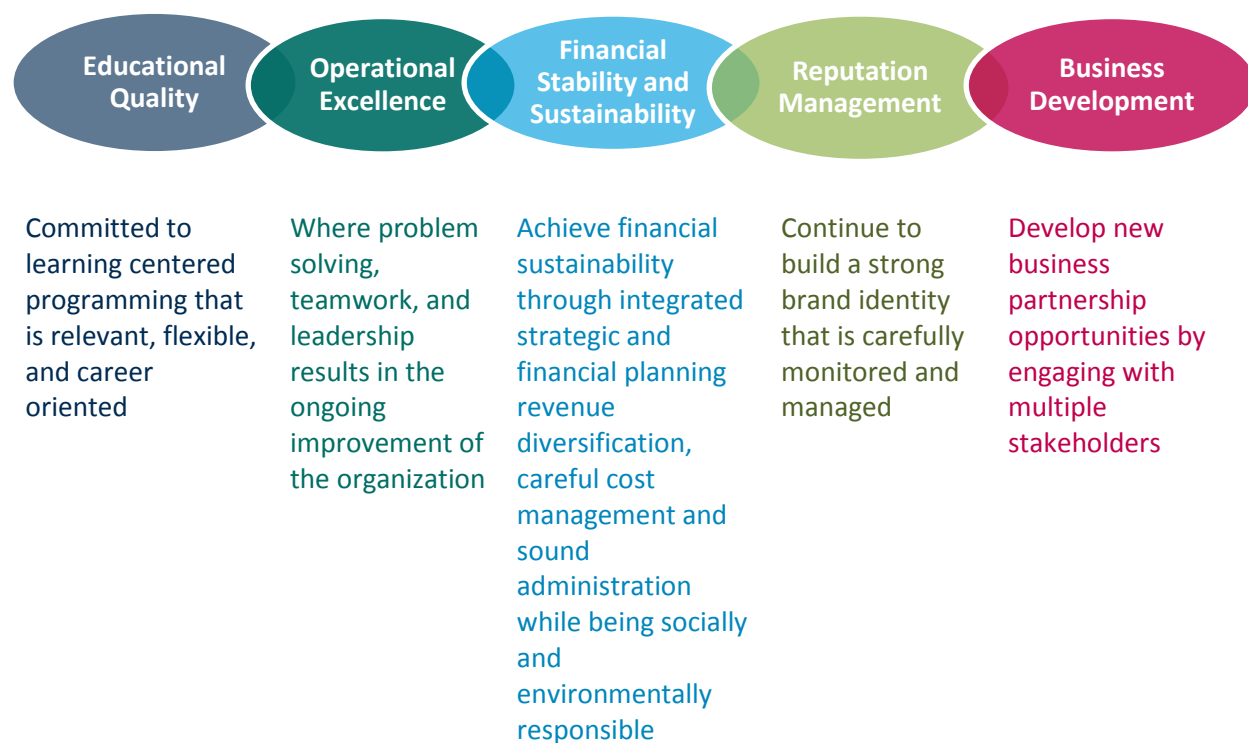 Educational
Quality
Operational
Excellence
Financial
Stability and
Sustainability
Reputation
Management
Business
Development
Committed to
learning centered
programming that
is relevant, flexible,
and career
oriented
Where problem
solving,
teamwork, and
leadership
results in the
ongoing
improvement of
the organization
Achieve financial
sustainability
through integrated
strategic and
financial planning
revenue
diversification,
careful cost
management and
sound
administration
while being socially
and
environmentally
responsible
Continue to
build a strong
brand identity
that is carefully
monitored and
managed
Develop new
business
partnership
opportunities by
engaging with
multiple
stakeholders